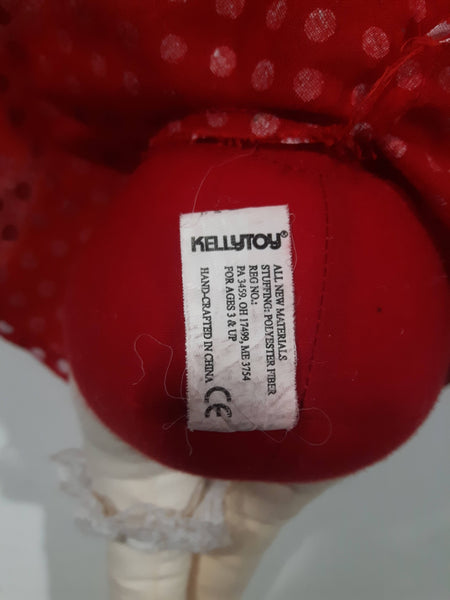 KELLYTOY®
ALL NEW MATERIALS
STUFFING: POLYESTER FIBER
REG NO.:
PA 3459, OH 17499, ME 3754
FOR AGES 3 & UP
HAND-CRAFTED IN CHINA
CE